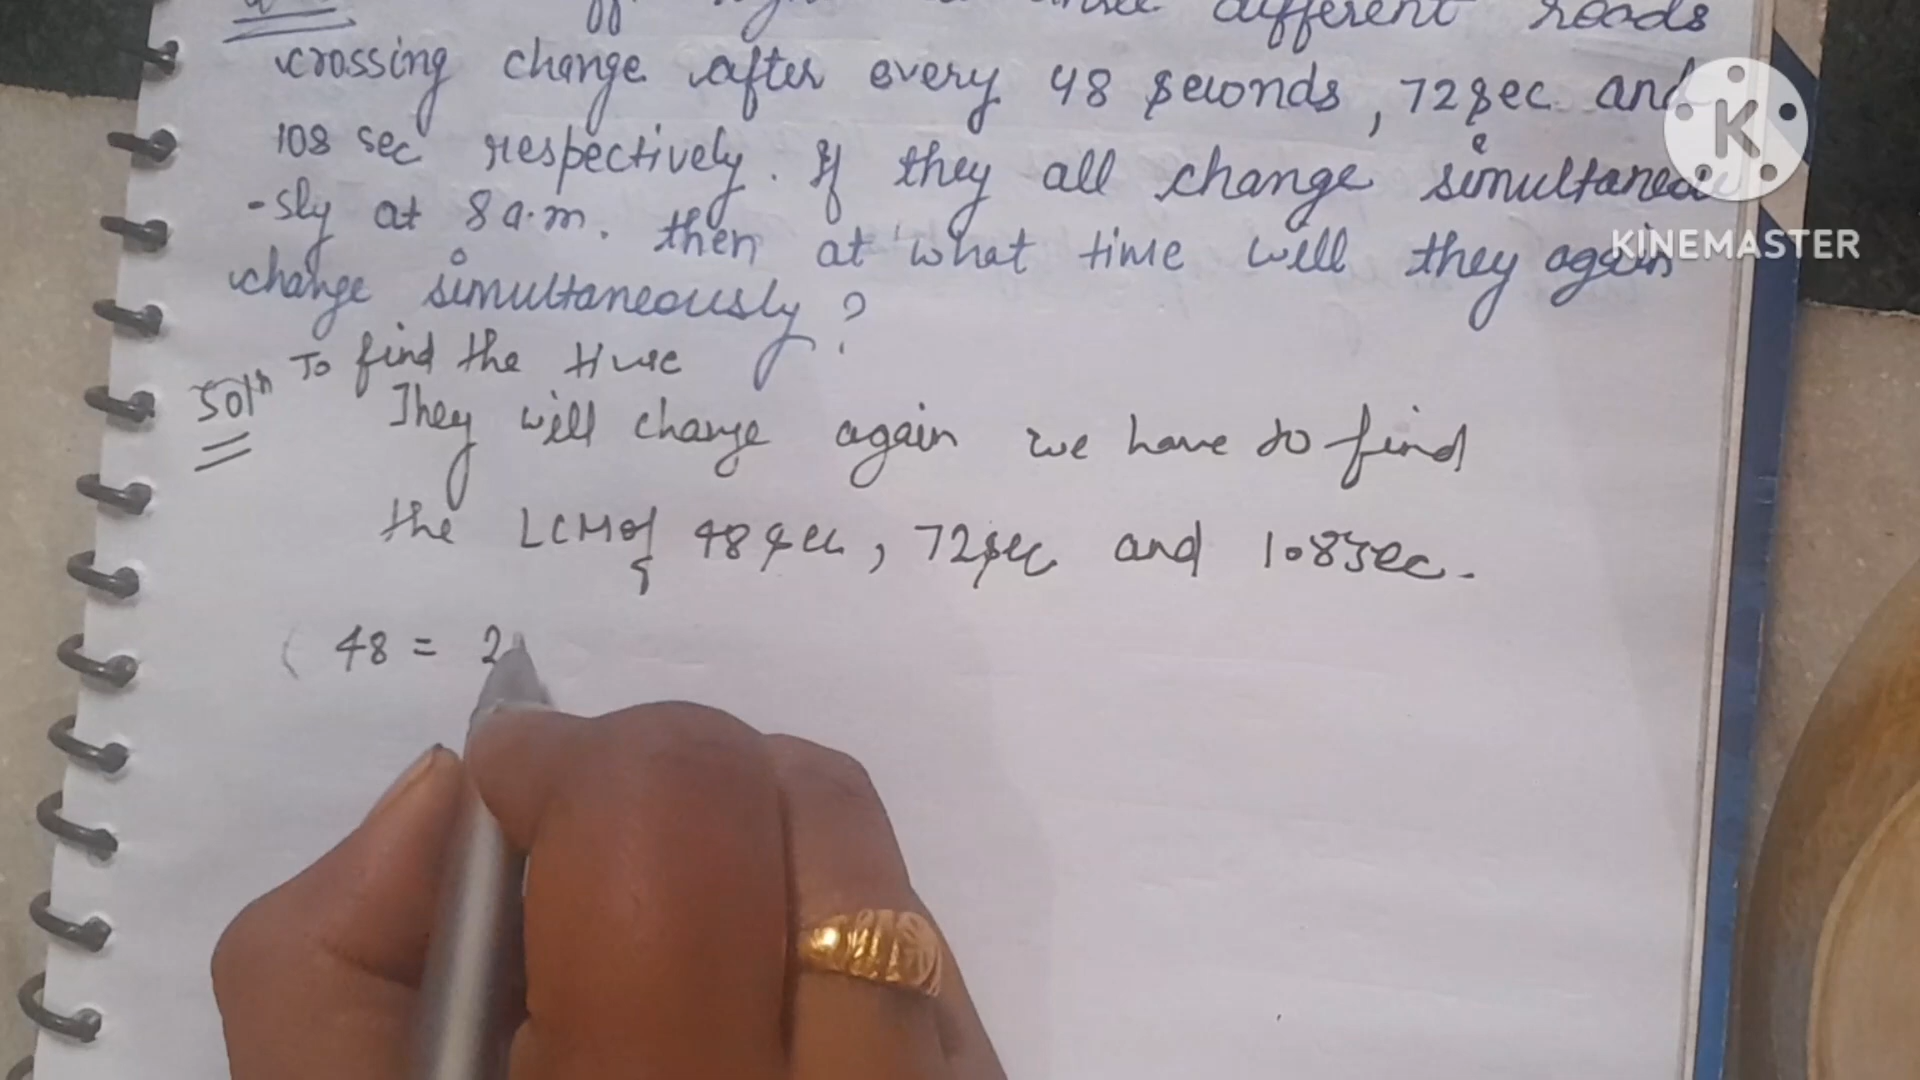 different roads
crossing change after every 48 seconds, 72 sec and
108 sec respectively. If they all change simultaneou
-sly at 8 a.m. then at what time will they again
change simultaneously?
Soln To find the time
They will change again we have to find
the LCM of 48 sec, 72 sec and 108 sec.
( 48 = 2
K
KINEMASTER